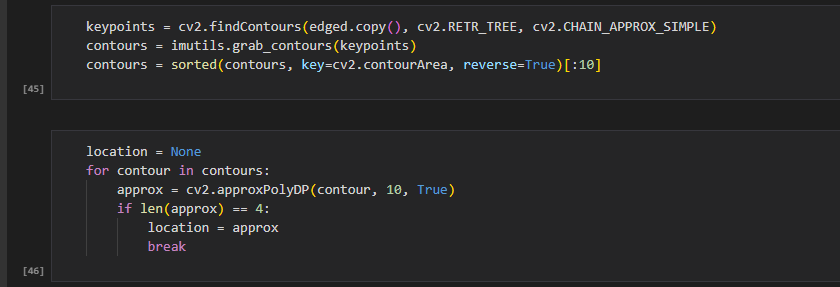 keypoints = cv2.findContours(edged.copy(), cv2.RETR_TREE, cv2.CHAIN_APPROX_SIMPLE)
contours = imutils.grab_contours(keypoints)
contours = sorted(contours, key=cv2.contourArea, reverse=True)[:10]
[45]
location = None
for contour in contours:
    approx = cv2.approxPolyDP(contour, 10, True)
    if len(approx) == 4:
        location = approx
        break
[46]